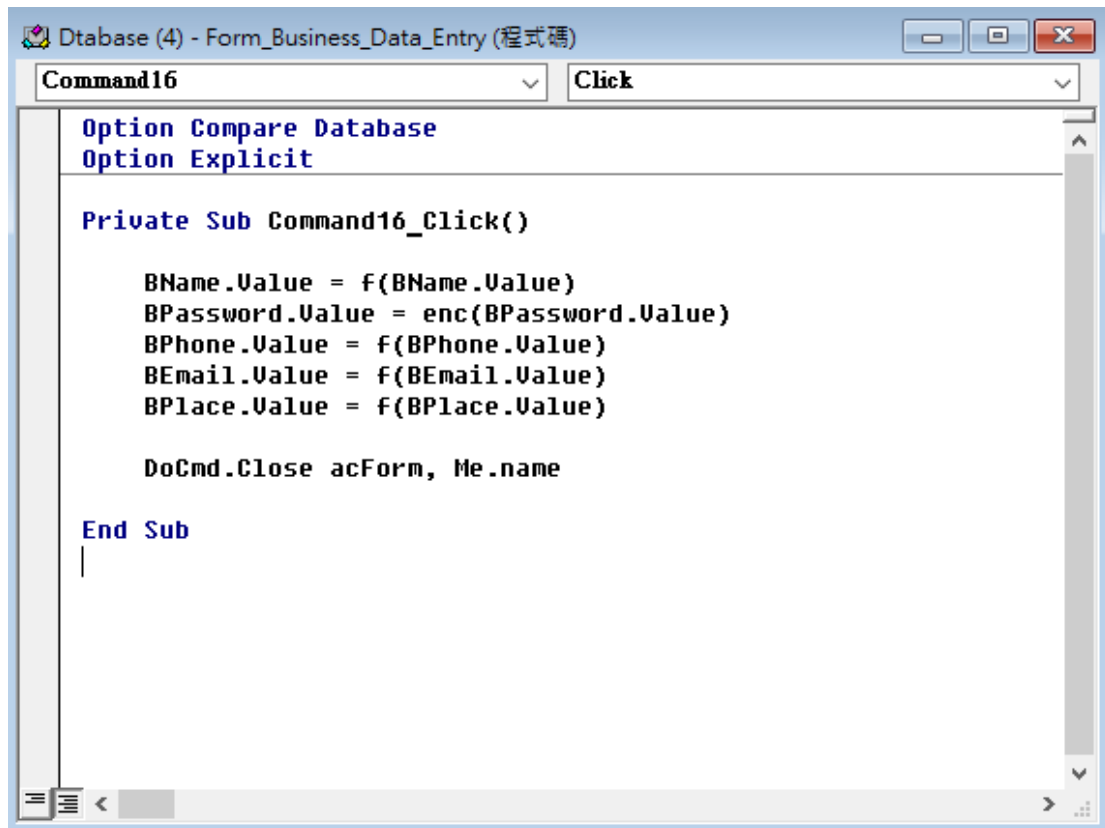 Dtabase (4) - Form_Business_Data_Entry (程式碼)
Command16 Click
Option Compare Database
Option Explicit
Private Sub Command16_Click()
BName.Value = f(BName.Value)
BPassword.Value = enc(BPassword.Value)
BPhone.Value = f(BPhone.Value)
BEmail.Value = f(BEmail.Value)
BPlace.Value = f(BPlace.Value)
DoCmd.Close acForm, Me.name
End Sub